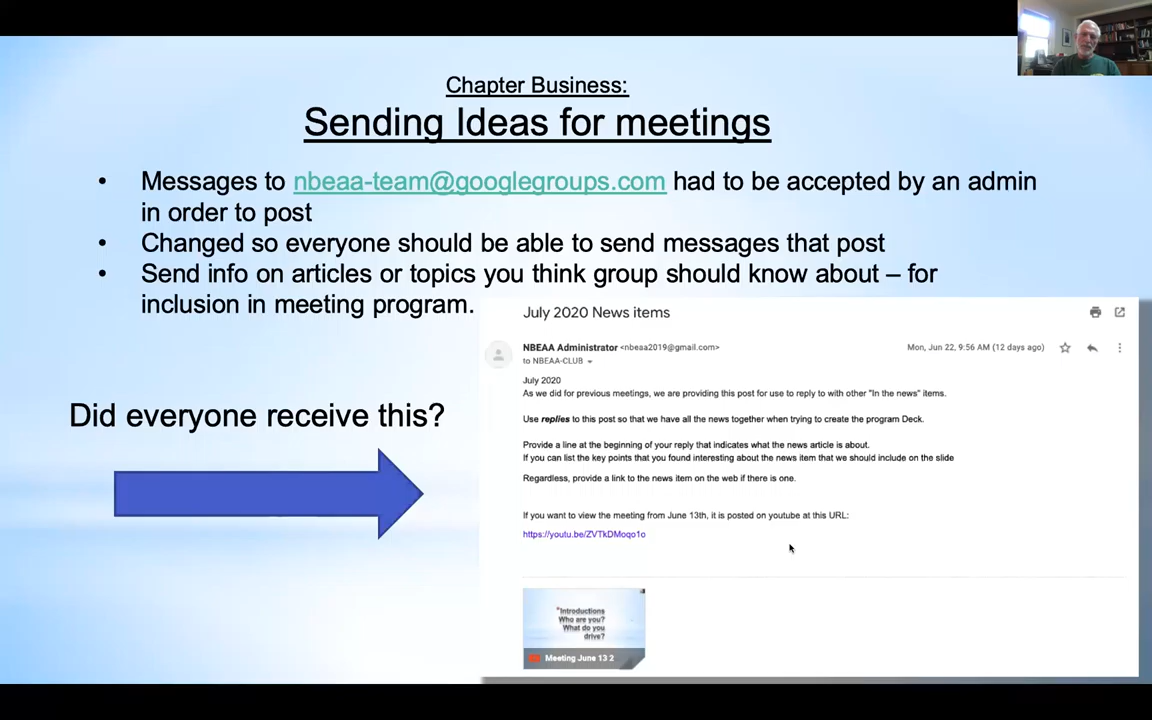 Chapter Business:
Sending Ideas for meetings
• Messages to nbeaa-team@googlegroups.com had to be accepted by an admin
in order to post
• Changed so everyone should be able to send messages that post
• Send info on articles or topics you think group should know about – for
inclusion in meeting program.
Did everyone receive this?
July 2020 News items
NBEAA Administrator <nbeaa2019@gmail.com>
Mon, Jun 22, 9:56 AM (12 days ago)
to NBEAA-CLUB
July 2020
As we did for previous meetings, we are providing this post for use to reply to with other "In the news" items.
Use replies to this post so that we have all the news together when trying to create the program Deck.
Provide a line at the beginning of your reply that indicates what the news article is about.
If you can list the key points that you found interesting about the news item that we should include on the slide
Regardless, provide a link to the news item on the web if there is one.
If you want to view the meeting from June 13th, it is posted on youtube at this URL:
https://youtu.be/ZVTkDMoqo1o
*Introductions
Who are you?
What do you
drive?
Meeting June 13 2